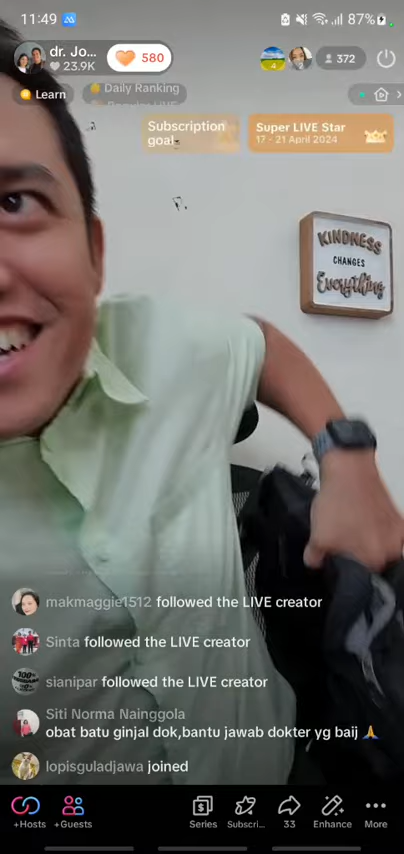 11:49
87%
dr. Jo...
23.9K
580
372
Learn
Daily Ranking
Subscription
goal
Super LIVE Star
17 - 21 April 2024
KINDNESS
CHANGES
Everything
makmaggie1512 followed the LIVE creator
Sinta followed the LIVE creator
sianipar followed the LIVE creator
Siti Norma Nainggola
obat batu ginjal dok,bantu jawab dokter yg baij 🙏
lopisguladjawa joined
+Hosts
+Guests
Series
Subscri...
33
Enhance
More